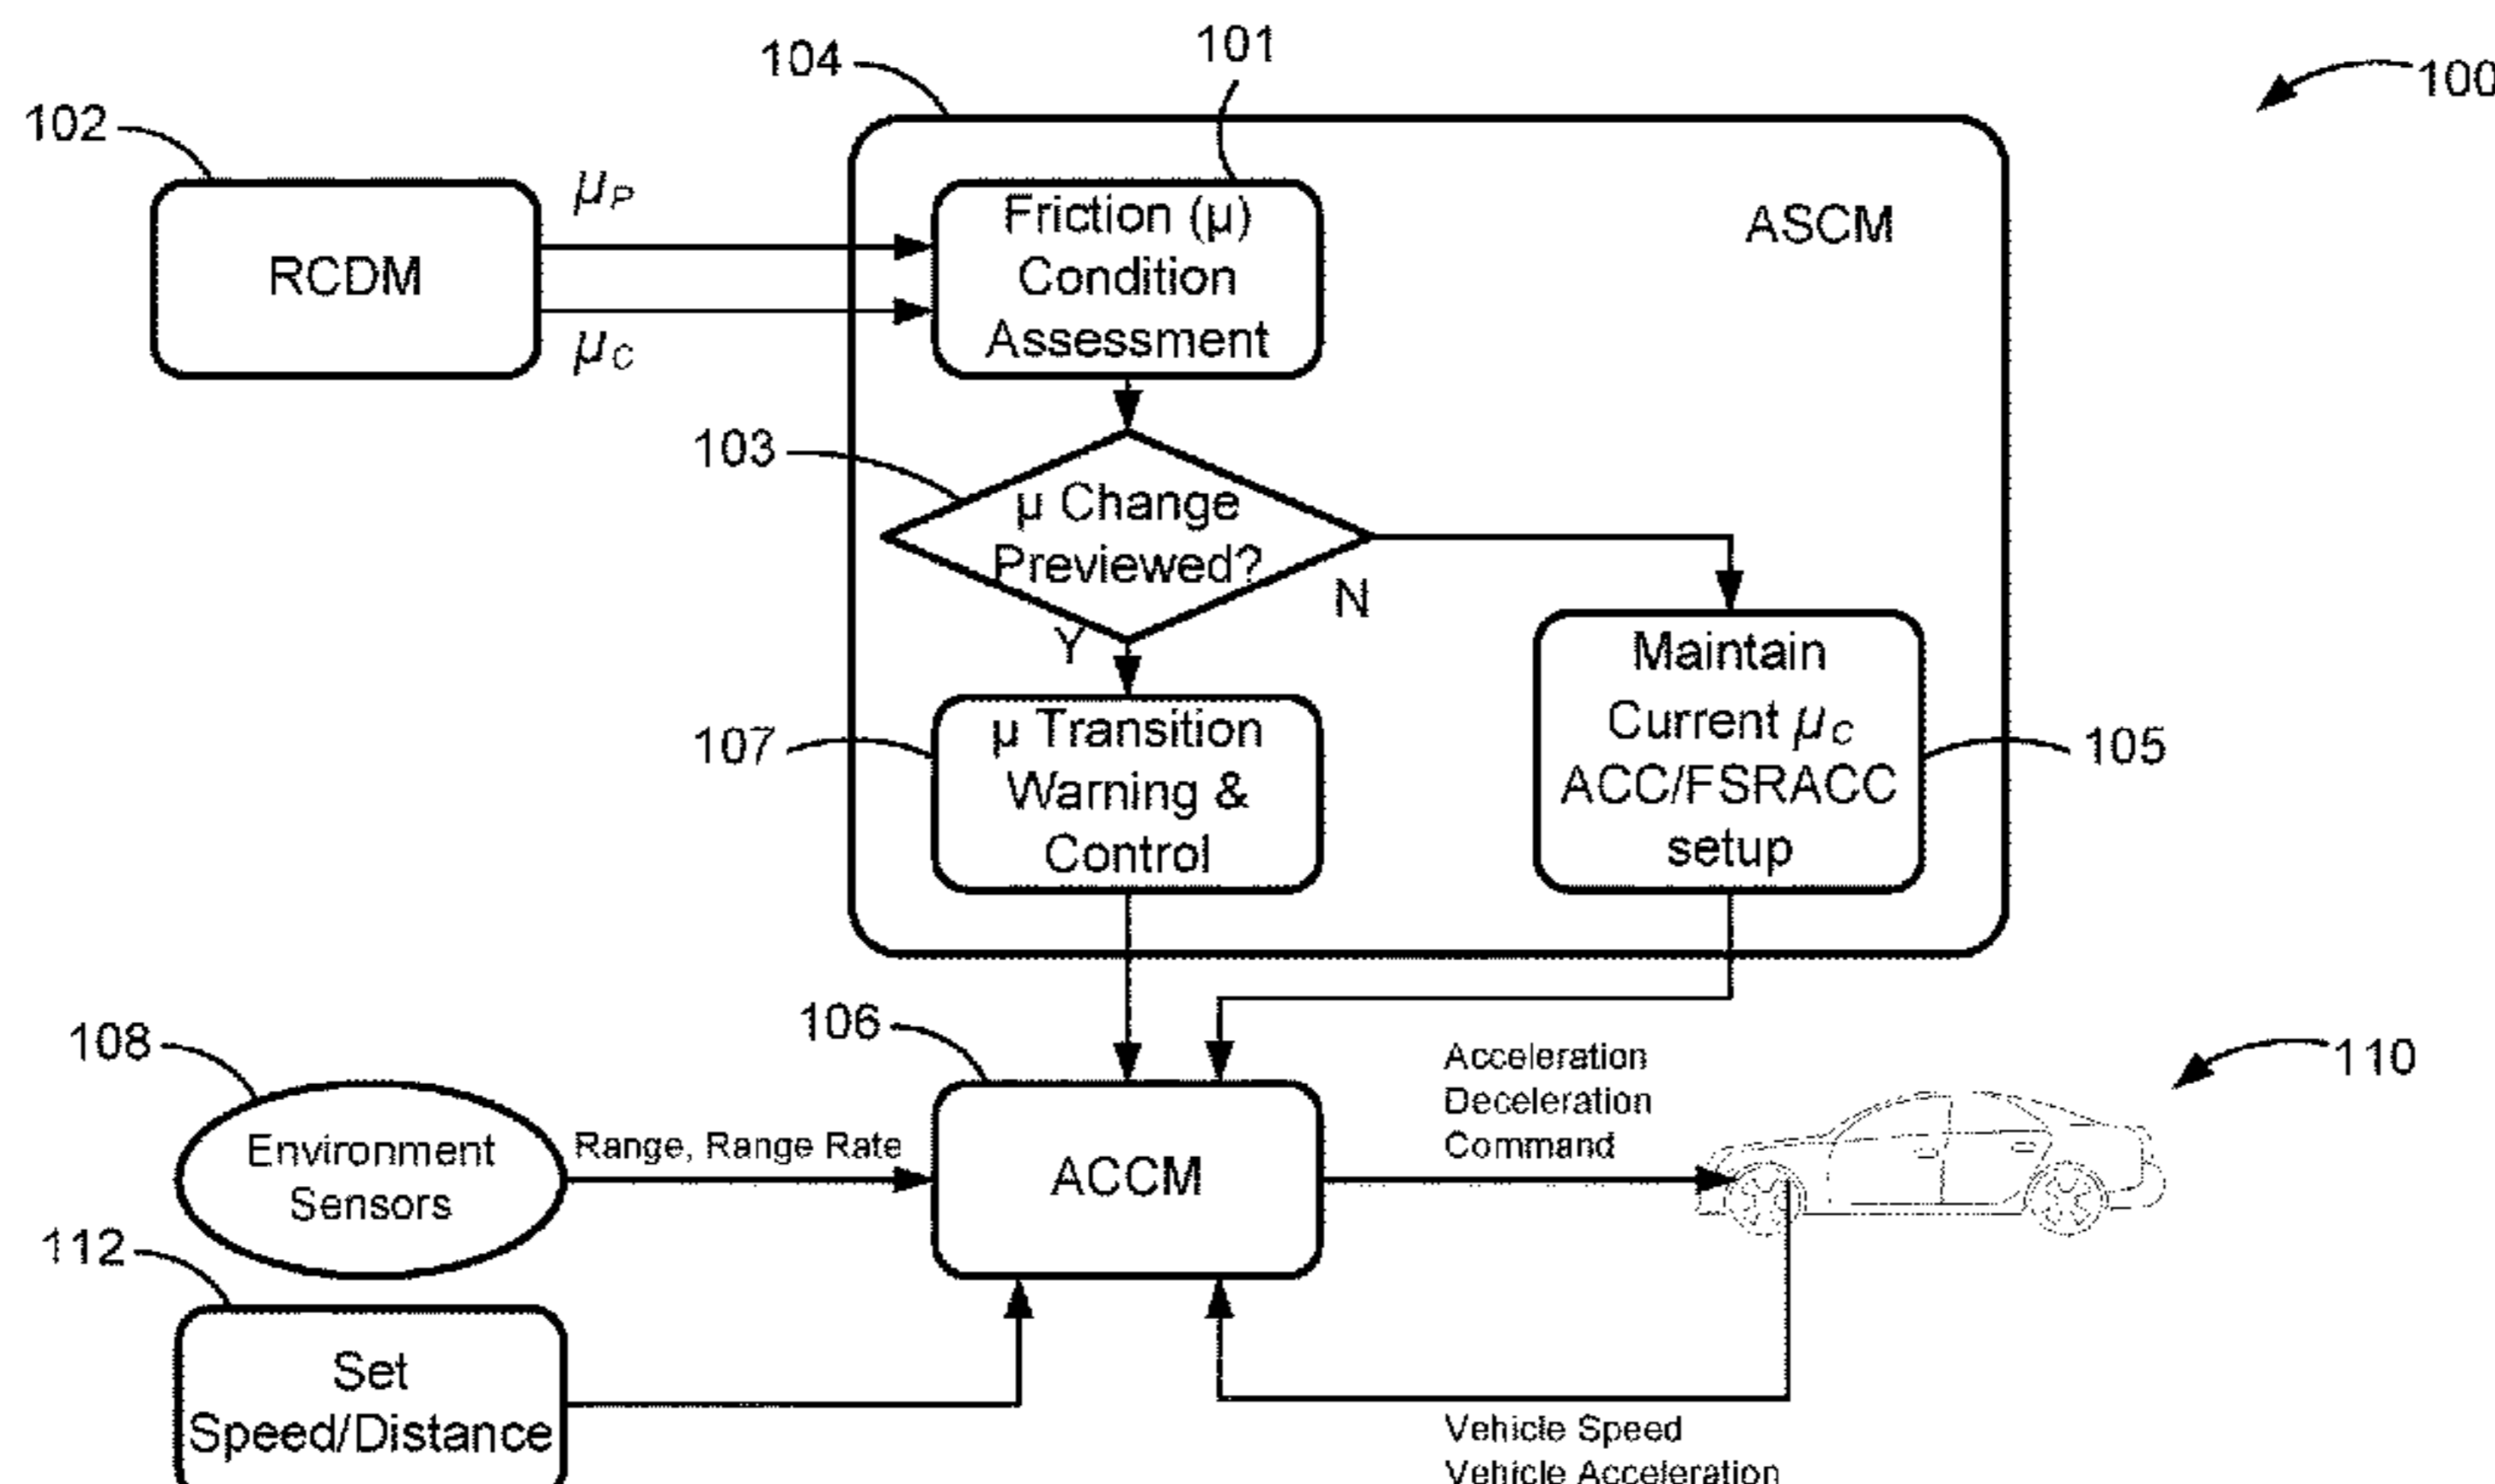 101
104
100
102
μP
Friction (μ)
Condition
Assessment
ASCM
RCDM
μC
103
μ Change
Previewed?
N
Y
Maintain
Current μC
ACC/FSRACC
setup
107
μ Transition
Warning &
Control
105
106
108
110
Acceleration
Deceleration
Command
Environment
Sensors
Range, Range Rate
ACCM
112
Set
Speed/Distance
Vehicle Speed
Vehicle Acceleration